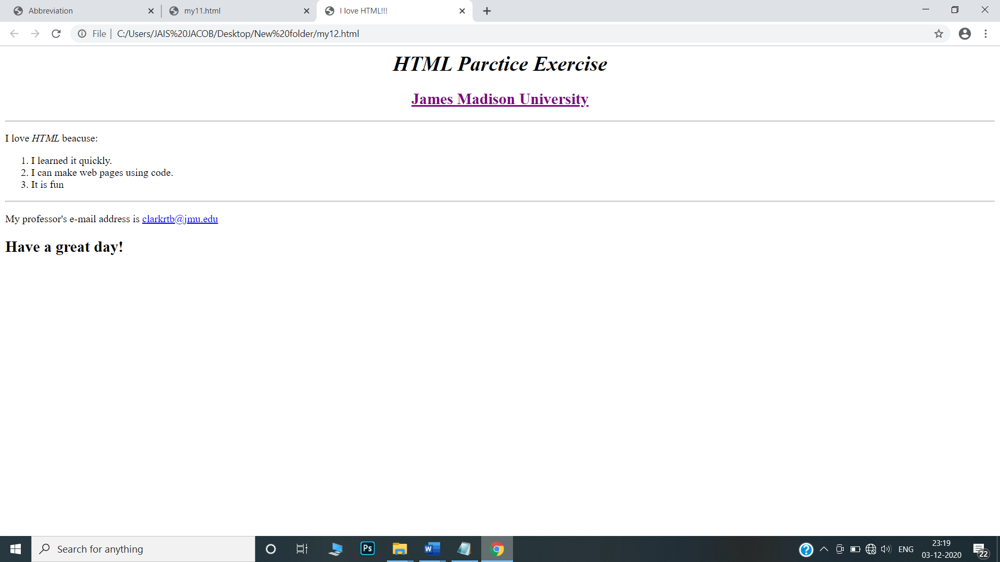 Abbreviation
my11.html
I love HTML!!!
File | C:/Users/JAIS%20JACOB/Desktop/New%20folder/my12.html
HTML Parctice Exercise
James Madison University
I love HTML beacuse:
1. I learned it quickly.
2. I can make web pages using code.
3. It is fun
My professor's e-mail address is clarkrtb@jmu.edu
Have a great day!
Search for anything
Ps
W
?
ENG
23:19
03-12-2020
22